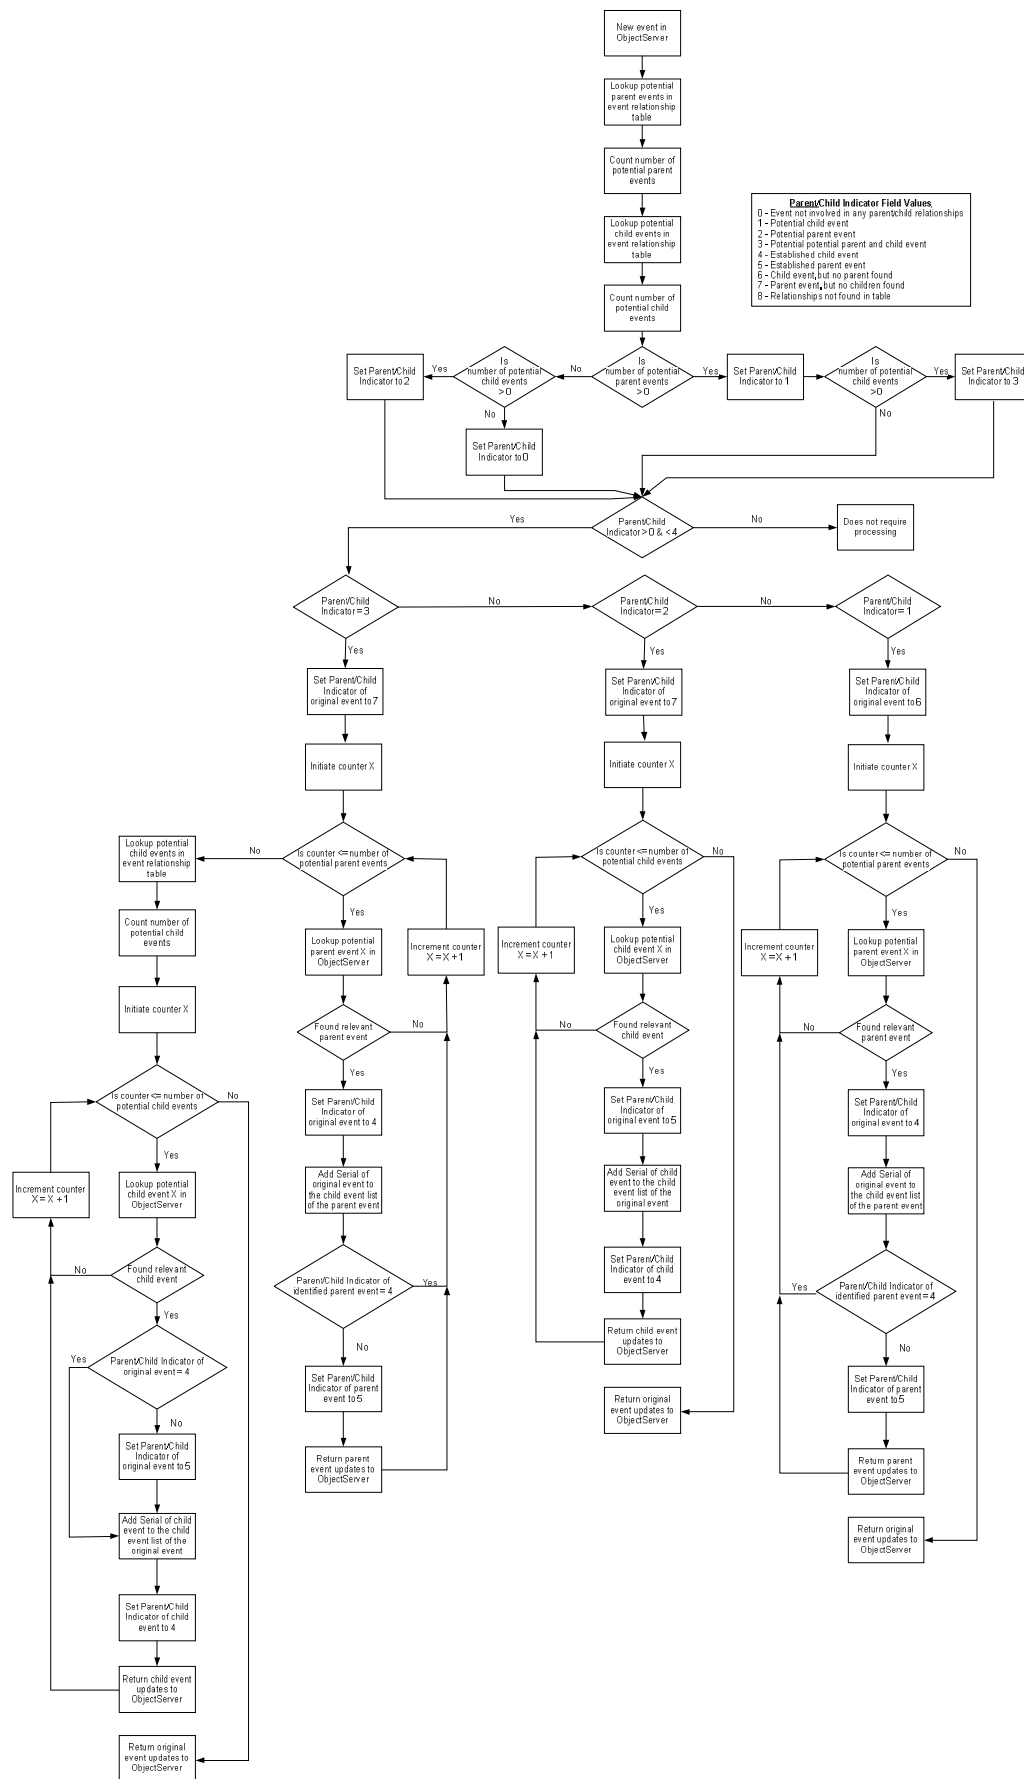 New event in
ObjectServer
Lookup potential
parent events in
event relationship
table
Count number of
potential parent
events
Lookup potential
child events in
event relationship
table
Count number of
potential child
events
Parent/Child Indicator Field Values
0 - Event not involved in any parent/child relationships
1 - Potential child event
2 - Potential parent event
3 - Potential potential parent and child event
4 - Established child event
5 - Established parent event
6 - Child event, but no parent found
7 - Parent event, but no children found
8 - Relationships not found in table
Set Parent/Child
Indicator to 2
Yes
Is
number of potential
child events
>0
No
Is
number of potential
parent events
>0
Yes
Set Parent/Child
Indicator to 1
Is
number of potential
child events
>0
Yes
Set Parent/Child
Indicator to 3
No
No
Set Parent/Child
Indicator to 0
Yes
Parent/Child
Indicator >0 & <4
No
Does not require
processing
Parent/Child
Indicator = 3
No
Parent/Child
Indicator = 2
No
Parent/Child
Indicator = 1
Yes
Yes
Yes
Set Parent/Child
Indicator of
original event to 7
Set Parent/Child
Indicator of
original event to 7
Set Parent/Child
Indicator of
original event to 6
Initiate counter X
Initiate counter X
Initiate counter X
Lookup potential
child events in
event relationship
table
No
Is counter <= number of
potential parent events
Is counter <= number of
potential child events
No
Is counter <= number of
potential parent events
No
Yes
Yes
Yes
Count number of
potential child
events
Lookup potential
parent event X in
ObjectServer
Increment counter
X = X + 1
Increment counter
X = X + 1
Lookup potential
child event X in
ObjectServer
Increment counter
X = X + 1
Lookup potential
parent event X in
ObjectServer
Initiate counter X
Found relevant
parent event
No
No
Found relevant
child event
No
Found relevant
parent event
Yes
Yes
Yes
Is counter <= number of
potential child events
No
Set Parent/Child
Indicator of
original event to 4
Set Parent/Child
Indicator of
original event to 5
Set Parent/Child
Indicator of
original event to 4
Yes
Increment counter
X = X + 1
Lookup potential
child event X in
ObjectServer
Add Serial of
original event to
the child event list
of the parent event
Add Serial of child
event to the child
event list of the
original event
Add Serial of
original event to
the child event list
of the parent event
No
Found relevant
child event
Parent/Child Indicator of
identified parent event = 4
Yes
Set Parent/Child
Indicator of child
event to 4
Yes
Parent/Child Indicator of
identified parent event = 4
Yes
No
No
Return child event
updates to
ObjectServer
Yes
Parent/Child Indicator of
original event = 4
Set Parent/Child
Indicator of parent
event to 5
Return original
event updates to
ObjectServer
Set Parent/Child
Indicator of parent
event to 5
No
Set Parent/Child
Indicator of
original event to 5
Return parent
event updates to
ObjectServer
Return parent
event updates to
ObjectServer
Add Serial of child
event to the child
event list of the
original event
Return original
event updates to
ObjectServer
Set Parent/Child
Indicator of child
event to 4
Return child event
updates to
ObjectServer
Return original
event updates to
ObjectServer